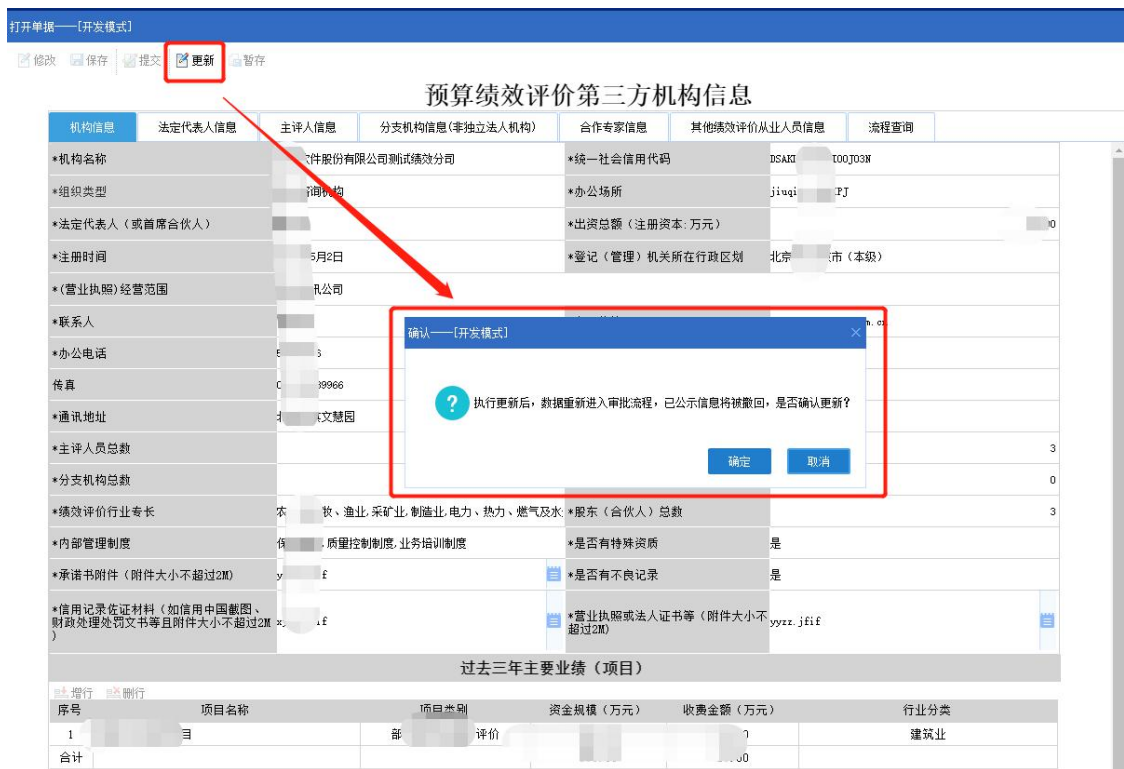 打开单据——[开发模式]
修改 保存 提交 更新 暂存
预算绩效评价第三方机构信息
机构信息 法定代表人信息 主评人信息 分支机构信息(非独立法人机构) 合作专家信息 其他绩效评价从业人员信息 流程查询
*机构名称 件股份有限公司测试绩效分司 *统一社会信用代码 DSAKI I00J03N
*组织类型 询机构 *办公场所 jiuqi PJ
*法定代表人（或首席合伙人） *出资总额（注册资本:万元） 0
*注册时间 5月2日 *登记（管理）机关所在行政区划 北京 市（本级）
*(营业执照)经营范围 讯公司
*联系人
确认——[开发模式]
*办公电话
传真 39966
执行更新后，数据重新进入审批流程，已公示信息将被撤回，是否确认更新?
*通讯地址 文慧园
*主评人员总数 3
确定 取消
*分支机构总数 0
*绩效评价行业专长 农 牧、渔业,采矿业,制造业,电力、热力、燃气及水 *股东（合伙人）总数 3
*内部管理制度 ,质量控制制度,业务培训制度 *是否有特殊资质 是
*承诺书附件（附件大小不超过2M） y f *是否有不良记录 是
*信用记录佐证材料（如信用中国截图、
财政处理处罚文书等且附件大小不超过2M
） x if *营业执照或法人证书等（附件大小不
超过2M） yyzz.jfif
过去三年主要业绩（项目）
增行 删行
序号 项目名称 项目类别 资金规模（万元） 收费金额（万元） 行业分类
1 目 部 评价 0 建筑业
合计 00